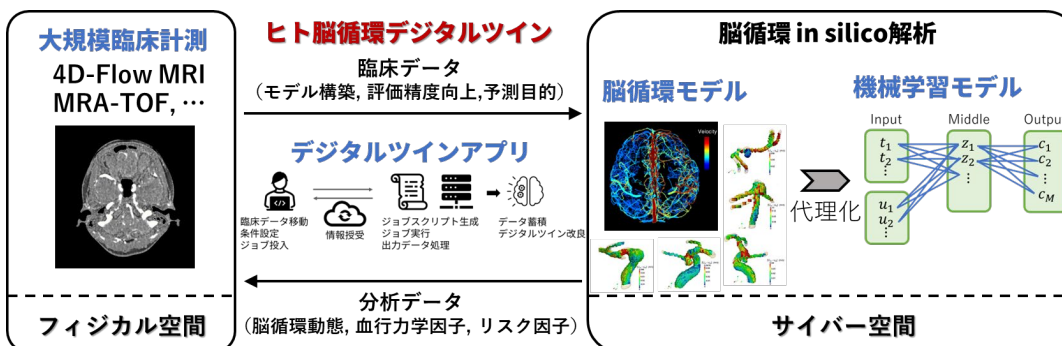 大規模臨床計測
4D-Flow MRI
MRA-TOF, …
フィジカル空間
ヒト脳循環デジタルツイン
臨床データ
(モデル構築, 評価精度向上,予測目的)
デジタルツインアプリ
臨床データ移動
条件設定
ジョブ投入
情報授受
ジョブスクリプト生成
ジョブ実行
出力データ処理
データ蓄積
デジタルツイン改良
分析データ
(脳循環動態, 血行力学因子, リスク因子)
脳循環 in silico解析
脳循環モデル
Velocity
代理化
機械学習モデル
Input
Middle
Output
t₁
t₂
⋮
u₁
u₂
⋮
z₁
z₂
⋮
c₁
c₂
⋮
c_M
サイバー空間